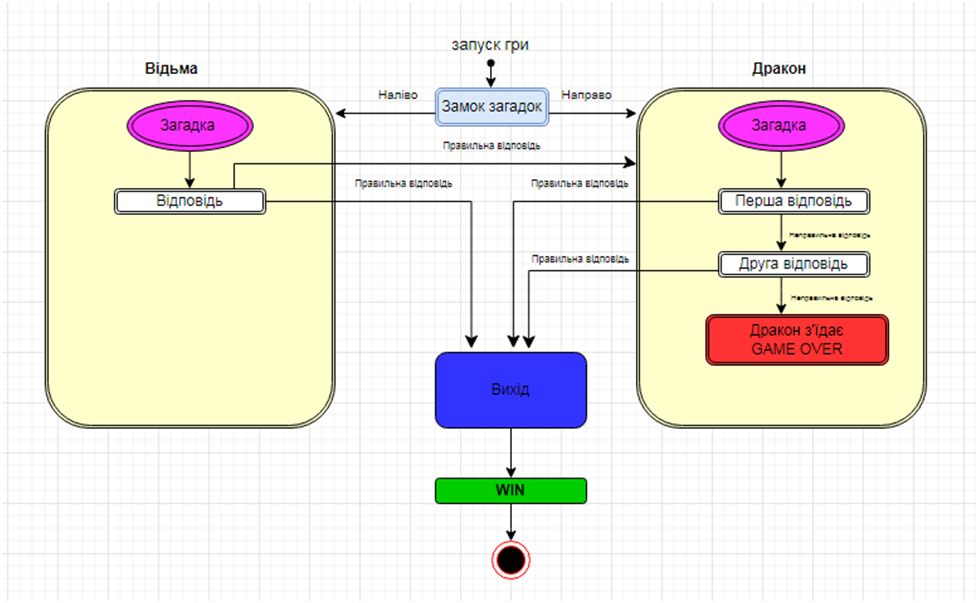 запуск гри
Відьма
Дракон
Наліво
Замок загадок
Направо
Загадка
Загадка
Правильна відповідь
Правильна відповідь
Правильна відповідь
Відповідь
Перша відповідь
Неправильна відповідь
Правильна відповідь
Друга відповідь
Неправильна відповідь
Дракон з'їдає
GAME OVER
Вихід
WIN